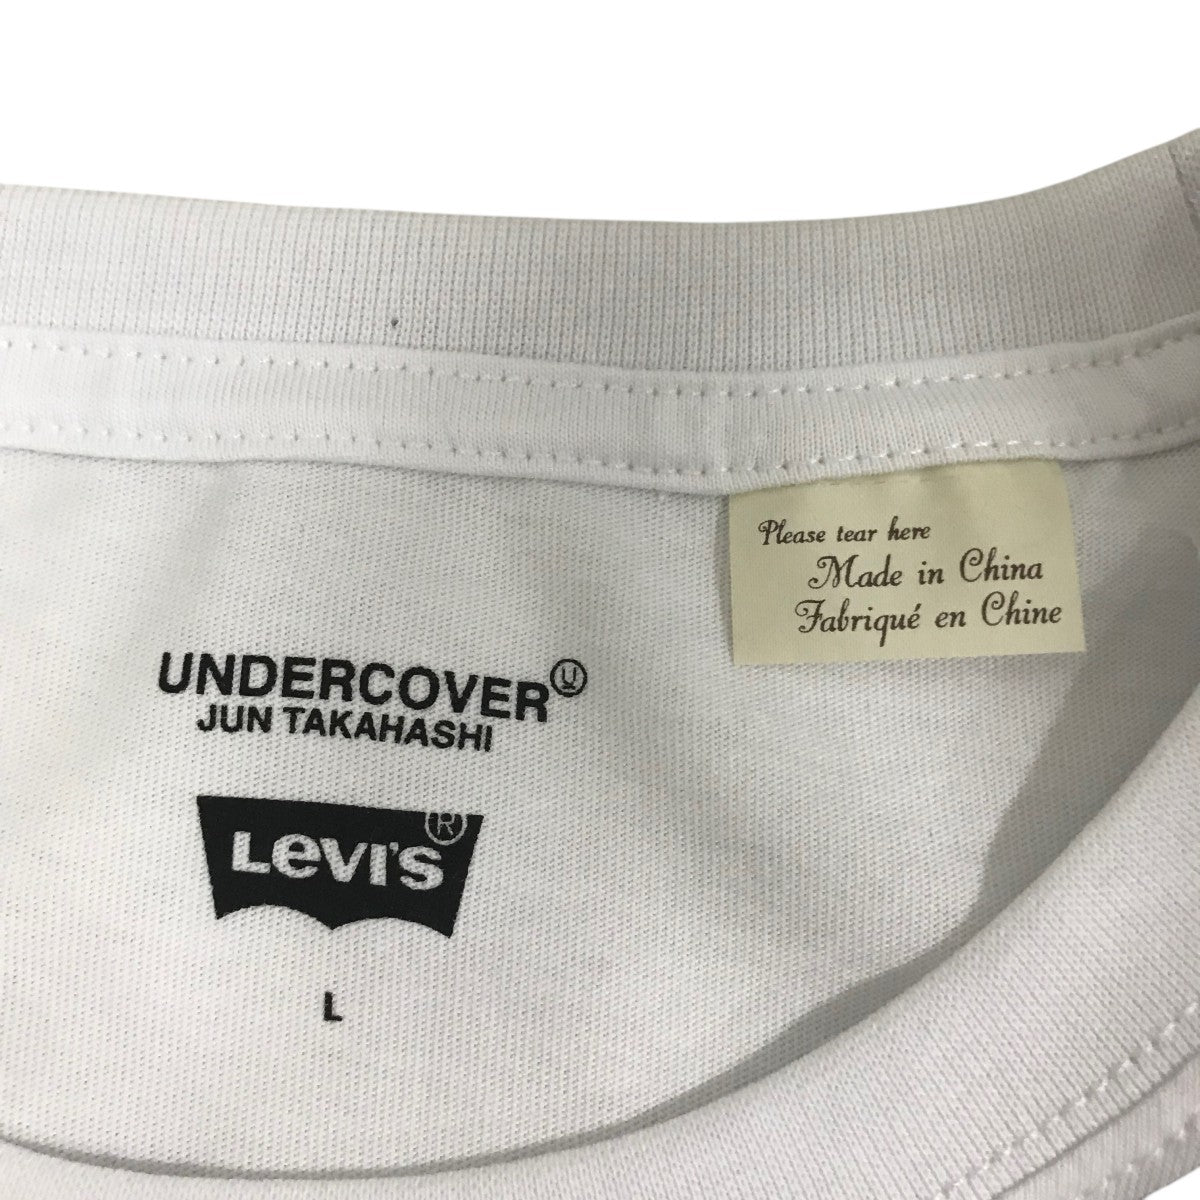 Please tear here
Made in China
Fabriqué en Chine
UNDERCOVER Ⓤ
JUN TAKAHASHI
LEVI'S ®
L